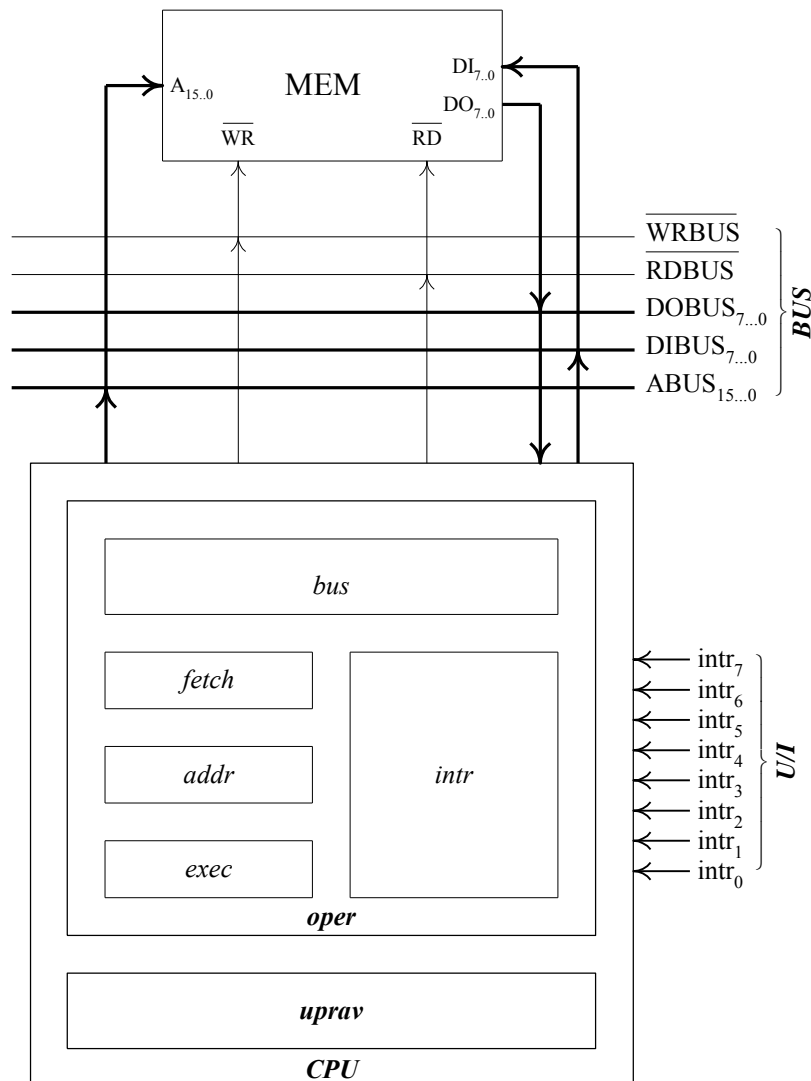 MEM
A15..0
DI7..0
DO7..0
WR
RD
WRBUS
RDBUS
DOBUS7...0
DIBUS7...0
ABUS15...0
BUS
bus
fetch
addr
exec
intr
oper
uprav
CPU
intr7
intr6
intr5
intr4
intr3
intr2
intr1
intr0
U/I